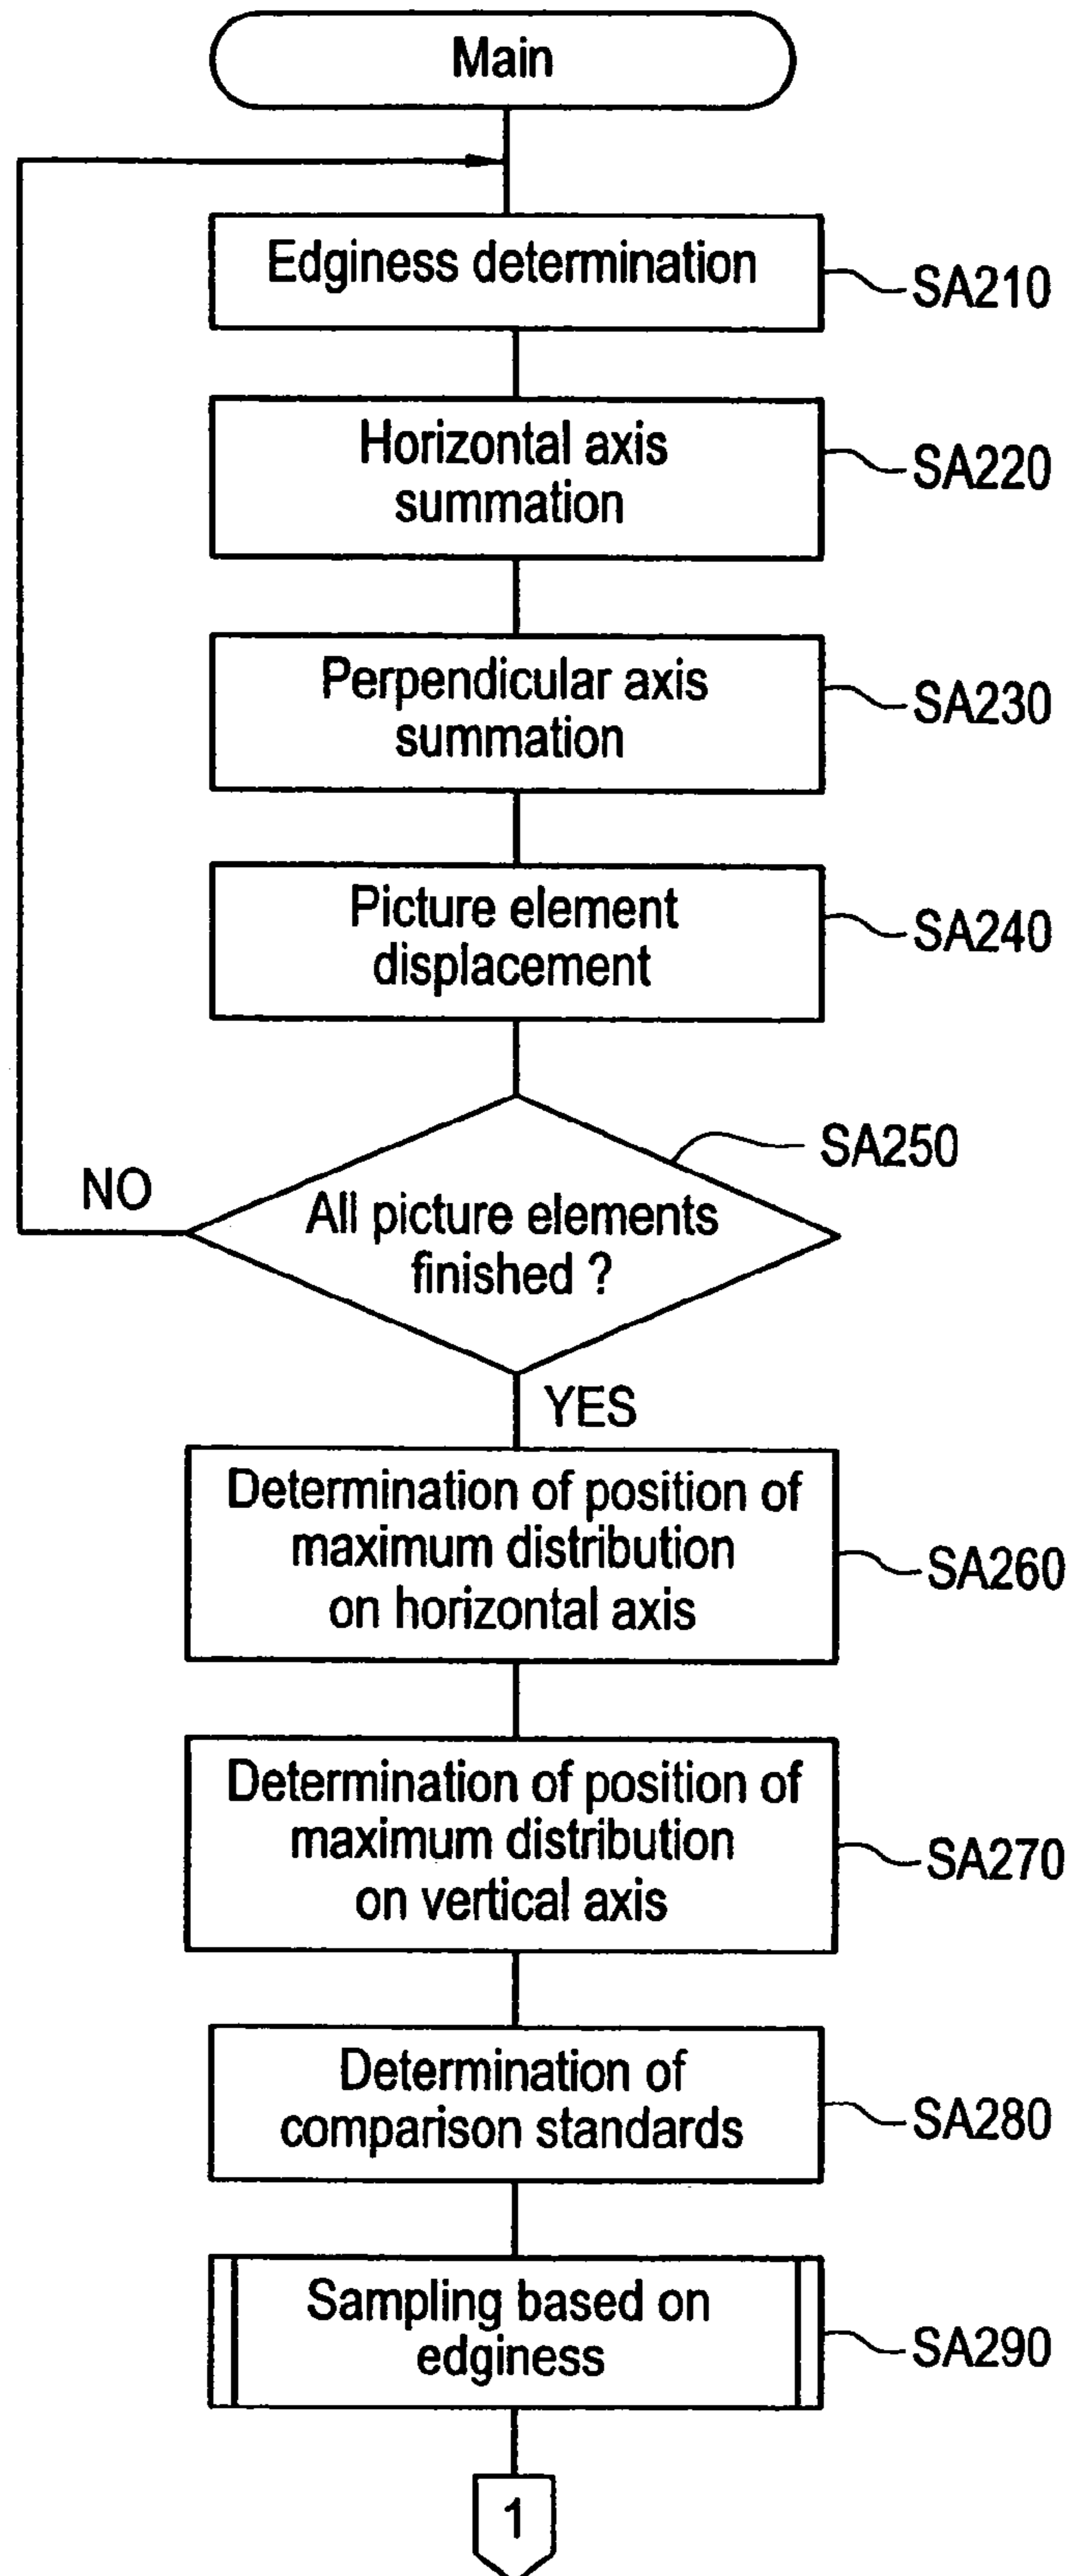 Main
Edginess determination
SA210
Horizontal axis
summation
SA220
Perpendicular axis
summation
SA230
Picture element
displacement
SA240
SA250
NO
All picture elements
finished ?
YES
Determination of position of
maximum distribution
on horizontal axis
SA260
Determination of position of
maximum distribution
on vertical axis
SA270
Determination of
comparison standards
SA280
Sampling based on
edginess
SA290
1